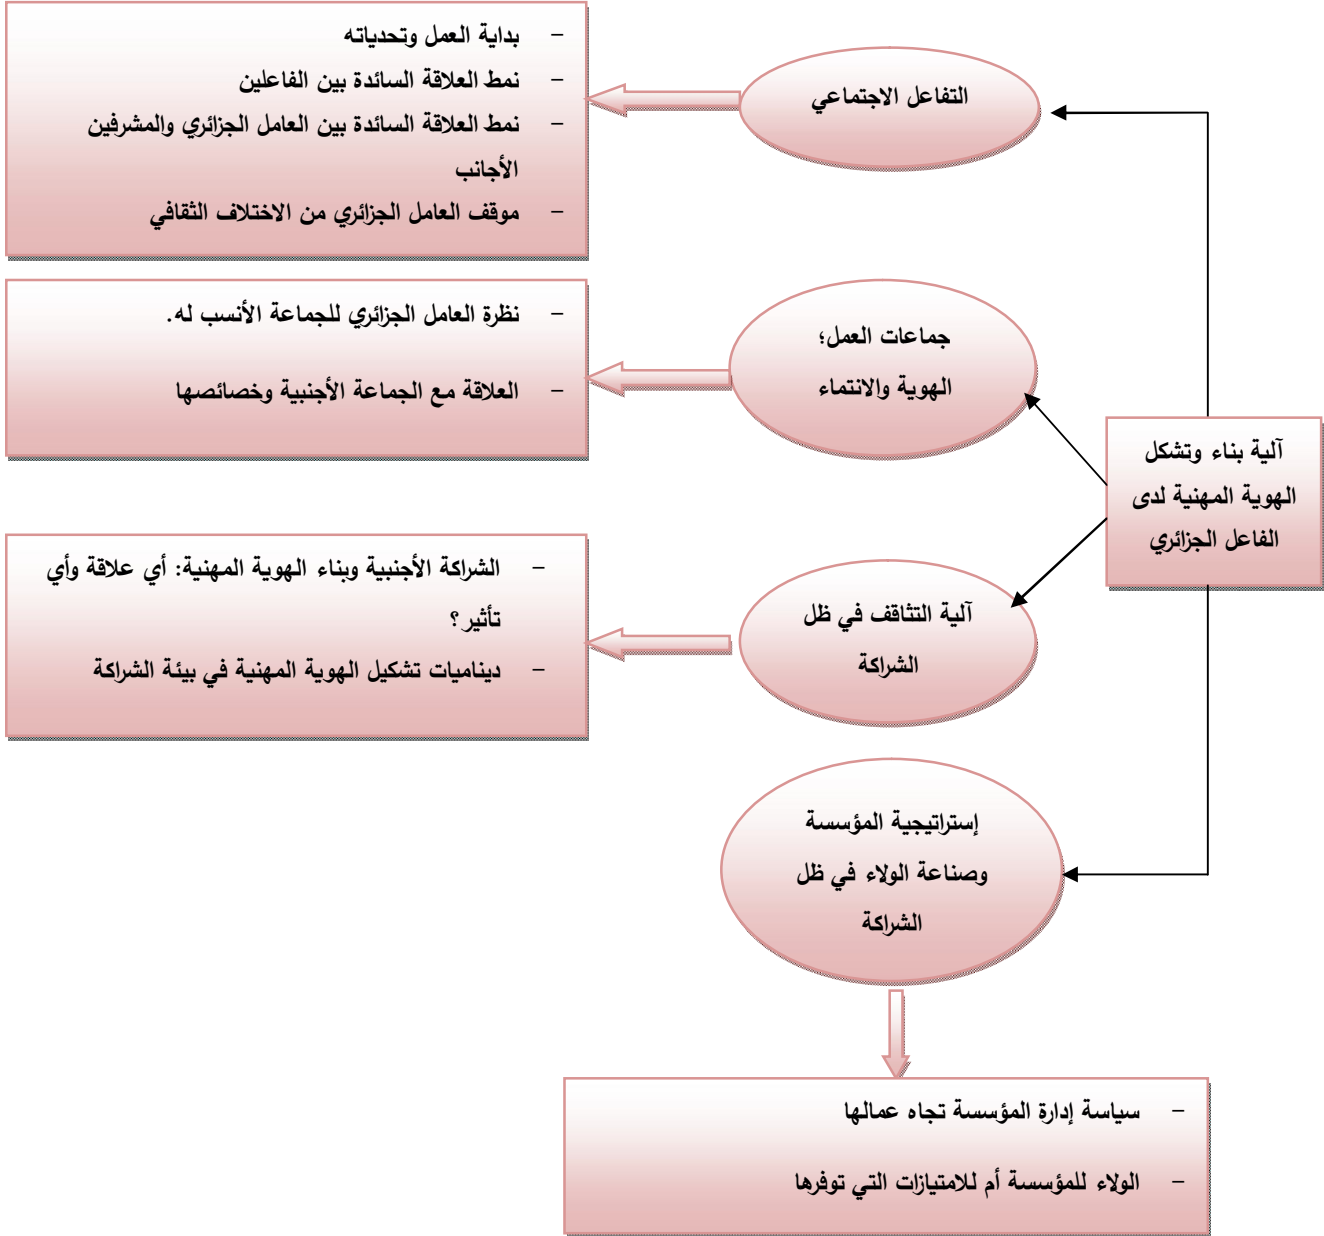 آلية بناء وتشكل
الهوية المهنية لدى
الفاعل الجزائري
التفاعل الاجتماعي
– بداية العمل وتحدياته
– نمط العلاقة السائدة بين الفاعلين
– نمط العلاقة السائدة بين العامل الجزائري والمشرفين
الأجانب
– موقف العامل الجزائري من الاختلاف الثقافي
جماعات العمل؛
الهوية والانتماء
– نظرة العامل الجزائري للجماعة الأنسب له.
– العلاقة مع الجماعة الأجنبية وخصائصها
آلية التثاقف في ظل
الشراكة
– الشراكة الأجنبية وبناء الهوية المهنية: أي علاقة وأي
تأثير؟
– ديناميات تشكيل الهوية المهنية في بيئة الشراكة
إستراتيجية المؤسسة
وصناعة الولاء في ظل
الشراكة
– سياسة إدارة المؤسسة تجاه عمالها
– الولاء للمؤسسة أم للامتيازات التي توفرها